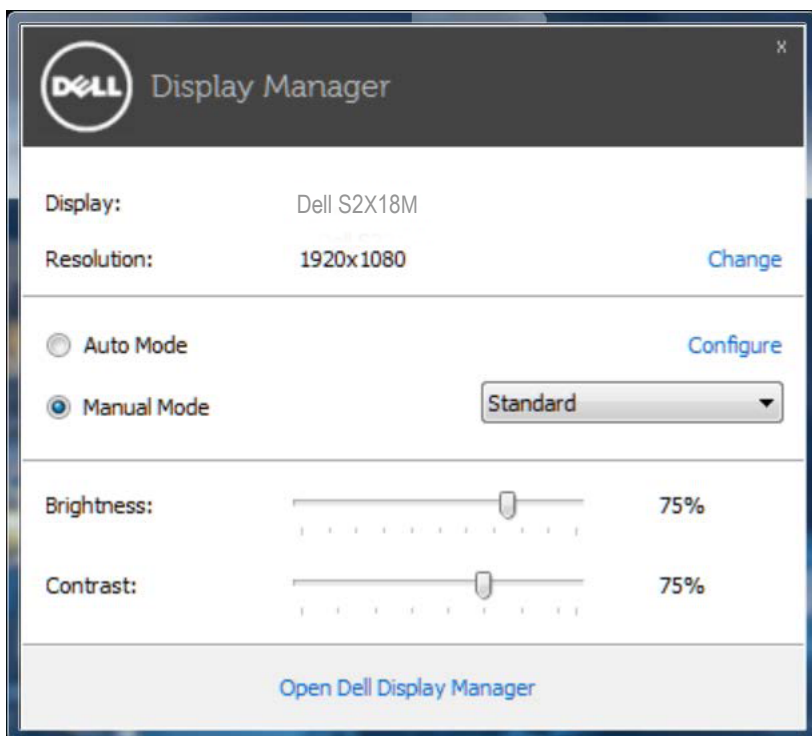 X
DELL Display Manager
Display: Dell S2X18M
Resolution: 1920x1080 Change
Auto Mode Configure
Manual Mode Standard
Brightness: 75%
Contrast: 75%
Open Dell Display Manager